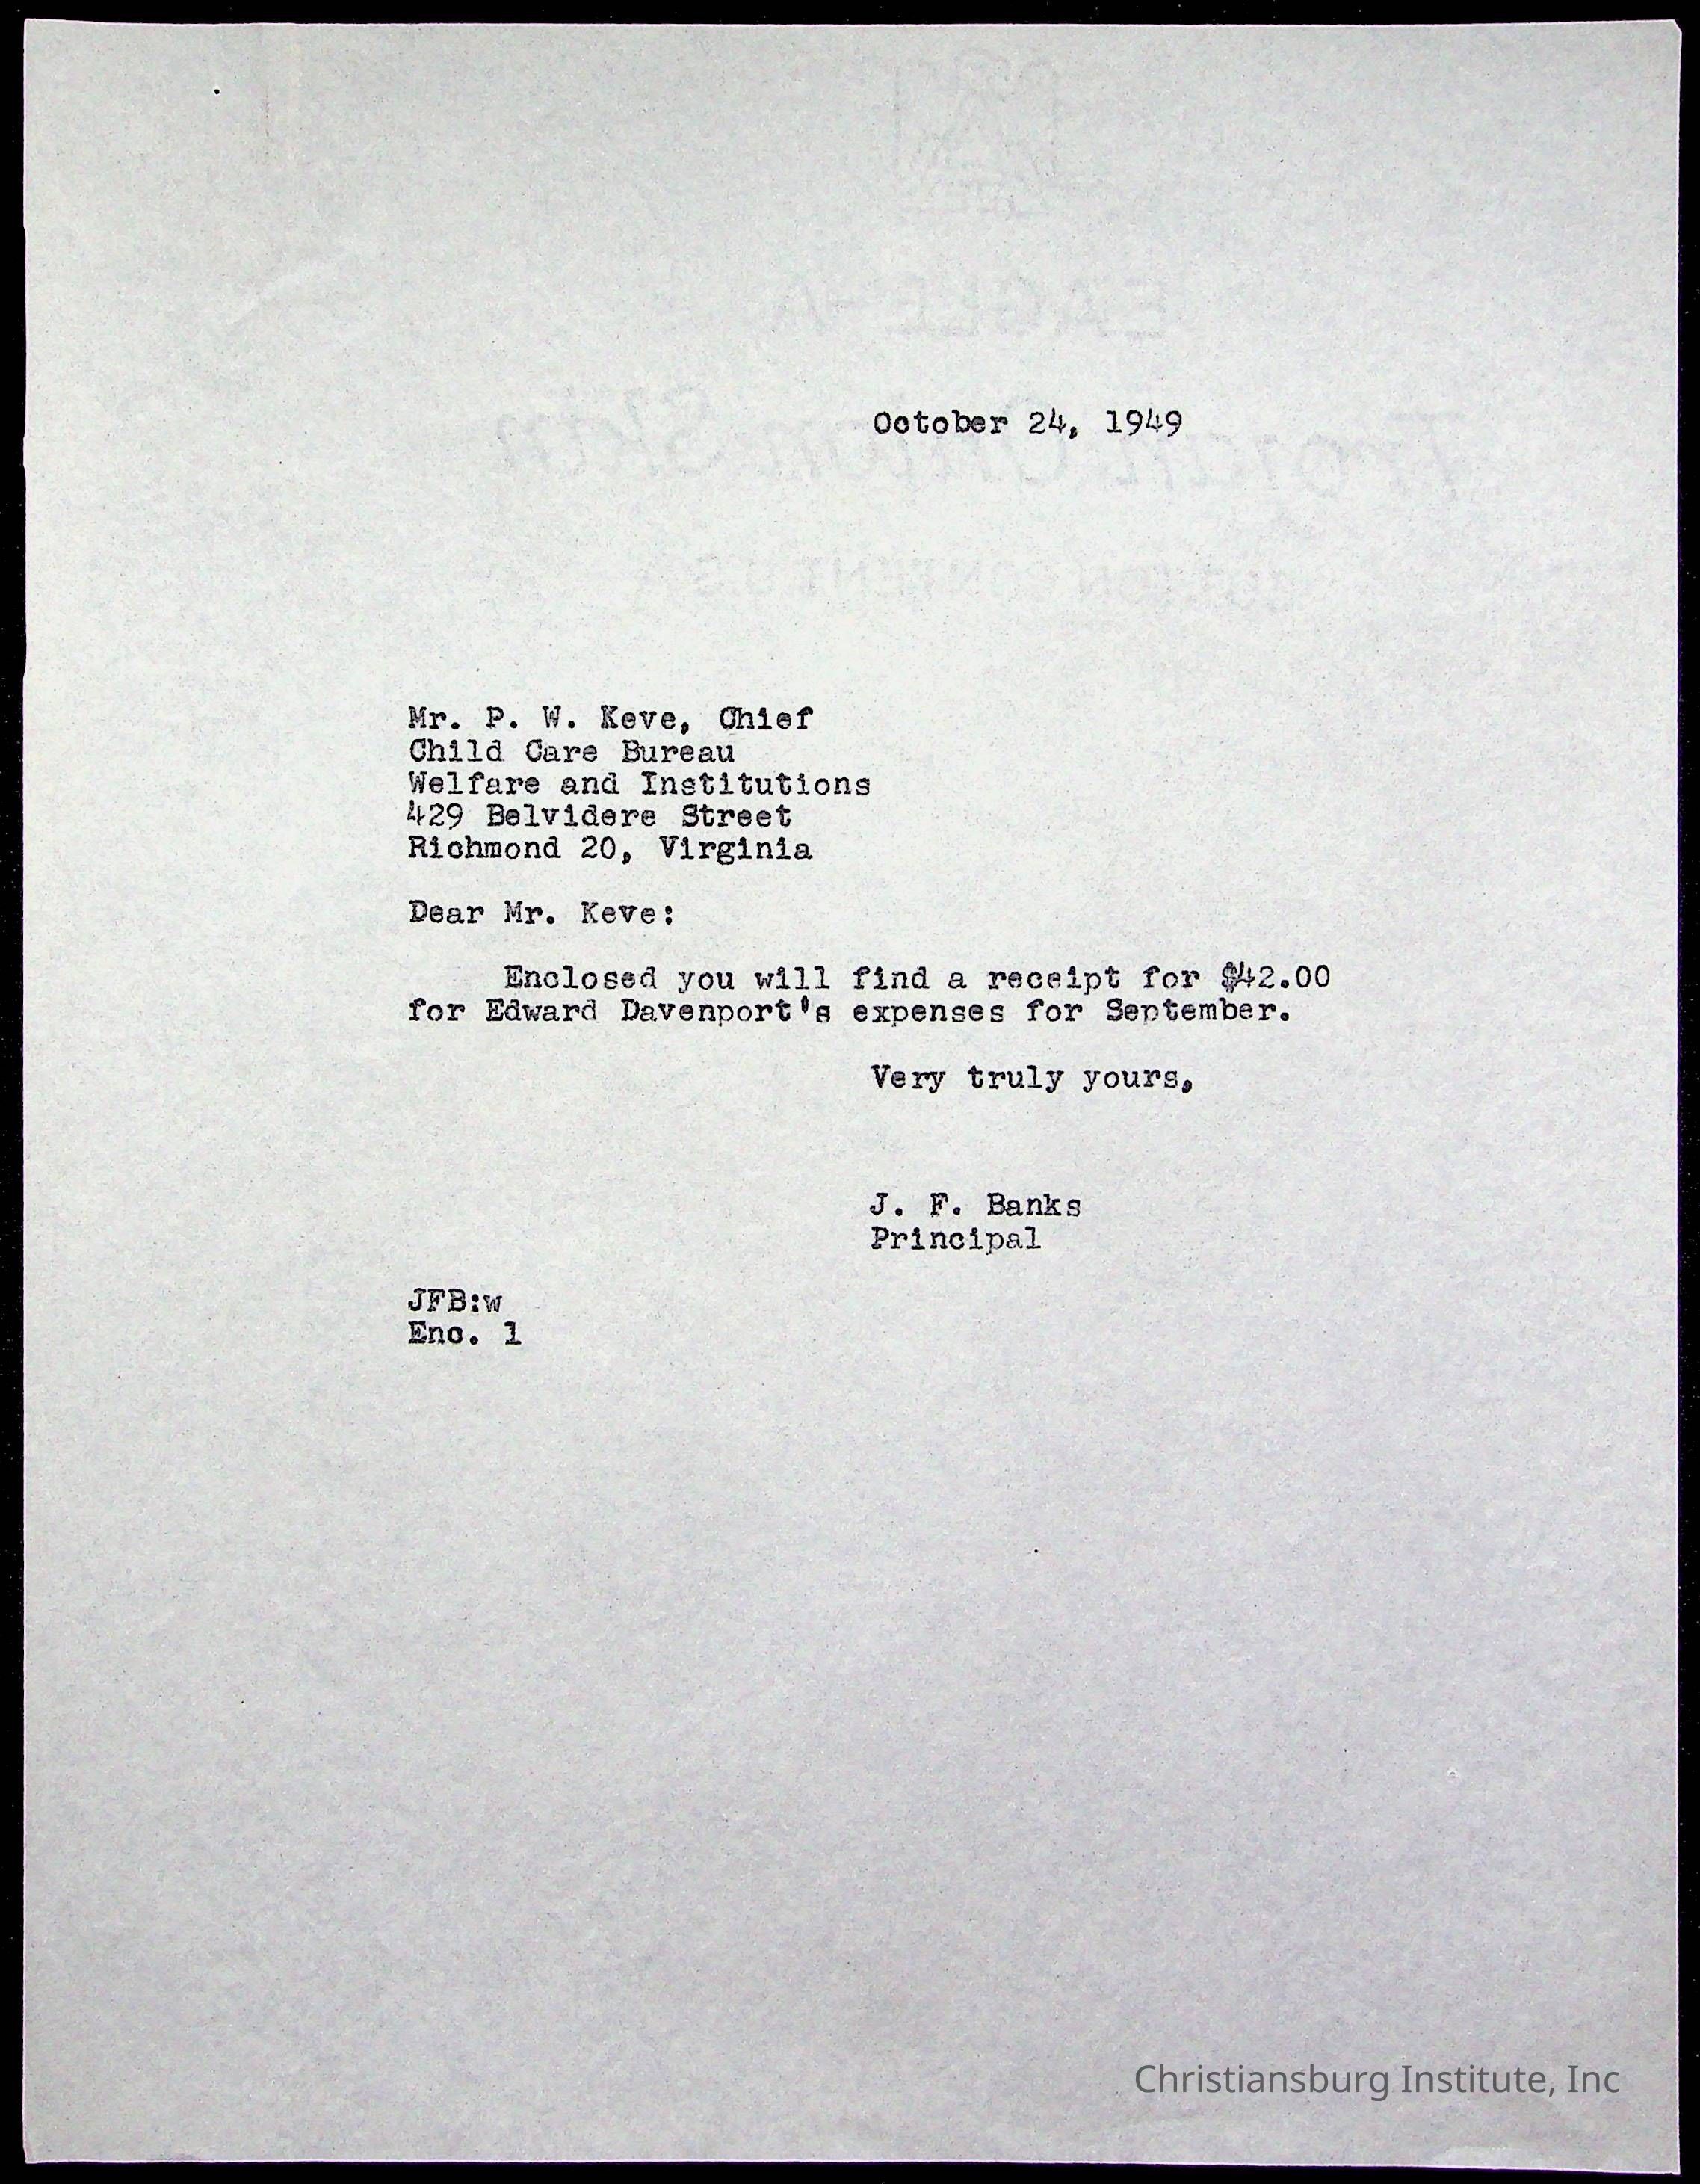 October 24, 1949
Mr. P. W. Keve, Chief
Child Care Bureau
Welfare and Institutions
429 Belvidere Street
Richmond 20, Virginia
Dear Mr. Keve:
Enclosed you will find a receipt for $42.00
for Edward Davenport's expenses for September.
Very truly yours,
J. F. Banks
Principal
JFB:w
Enc. 1
Christiansburg Institute, Inc